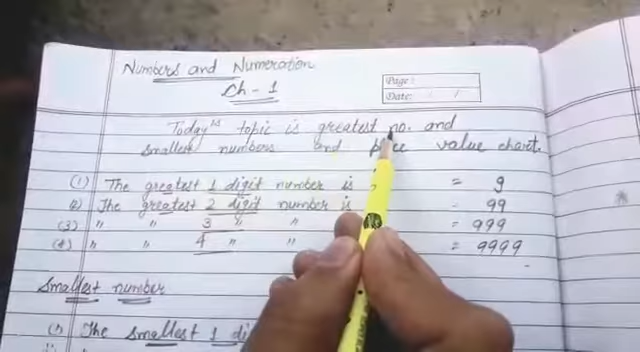 Numbers and Numeration
Ch - 1
Page:
Date: / /
Today's topic is greatest no. and
smallest numbers and place value chart.
(1) The greatest 1 digit number is = 9
(2) The greatest 2 digit number is - 99
(3) " " 3 " " = 999
(4) " " 4 " " = 9999
Smallest number
(1) The smallest 1 di